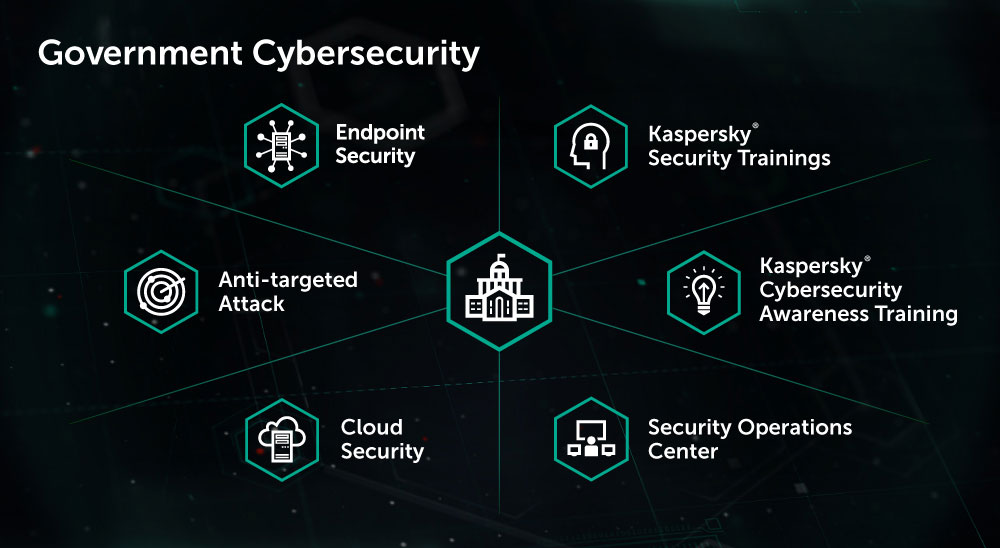 Government Cybersecurity
Endpoint
Security
Kaspersky®
Security Trainings
Anti-targeted
Attack
Kaspersky®
Cybersecurity
Awareness Training
Cloud
Security
Security Operations
Center